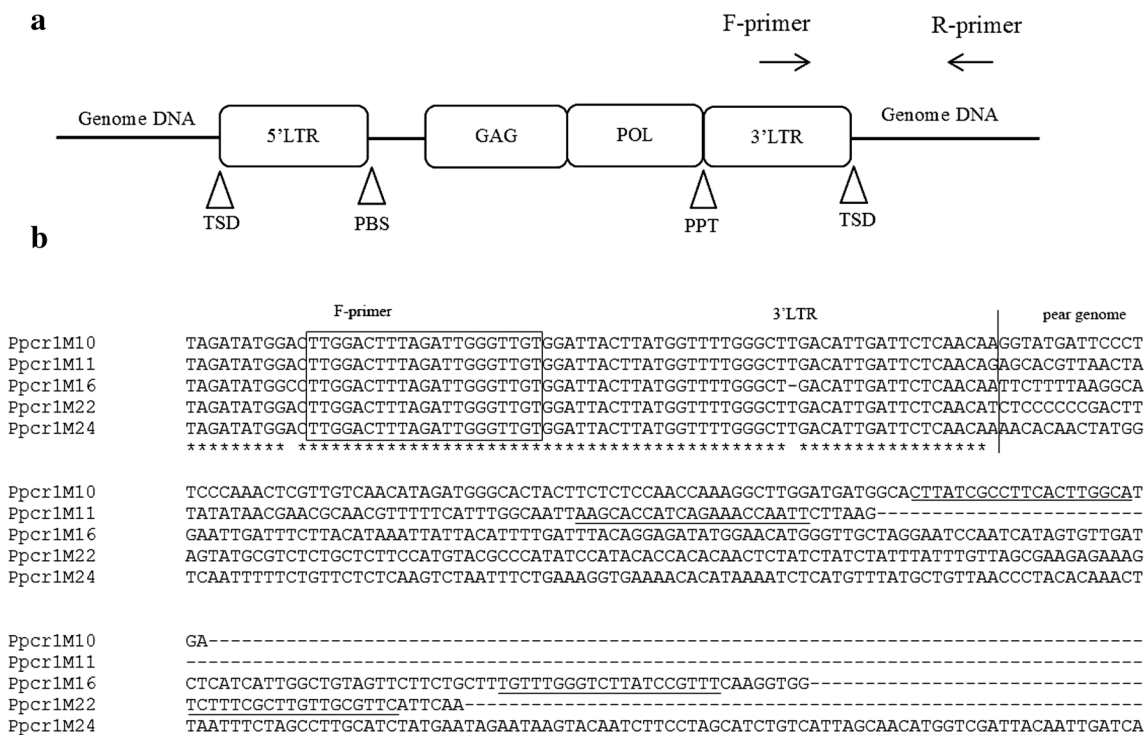 a
F-primer R-primer
Genome DNA 5'LTR GAG POL 3'LTR Genome DNA
TSD PBS PPT TSD
b
F-primer 3'LTR pear genome
Ppcr1M10 TAGATATGGACTTGGACTTTAGATTGGGTTGTGGATTACTTATGGTTTTGGGCTTGACATTGATTCTCAACAAGGTATGATTCCCT
Ppcr1M11 TAGATATGGACTTGGACTTTAGATTGGGTTGTGGATTACTTATGGTTTTGGGCTTGACATTGATTCTCAACAGAGCACGTTAACTA
Ppcr1M16 TAGATATGGCCTTGGACTTTAGATTGGGTTGTGGATTACTTATGGTTTTGGGCT-GACATTGATTCTCAACAATTCTTTTAAGGCA
Ppcr1M22 TAGATATGGACTTGGACTTTAGATTGGGTTGTGGATTACTTATGGTTTTGGGCTTGACATTGATTCTCAACATCTCCCCCCGACTT
Ppcr1M24 TAGATATGGACTTGGACTTTAGATTGGGTTGTGGATTACTTATGGTTTTGGGCTTGACATTGATTCTCAACAAAACACAACTATGG
********* ******************************************** *****************
Ppcr1M10 TCCCAAACTCGTTGTCAACATAGATGGGCACTACTTCTCTCCAACCAAAGGCTTGGATGATGGCACTTATCGCCTTCACTTGGCAT
Ppcr1M11 TATATAACGAACGCAACGTTTTTCATTTGGCAATTAAGCACCATCAGAAACCAATTCTTAAG-------------------------
Ppcr1M16 GAATTGATTTCTTACATAAATTATTACATTTTGATTTACAGGAGATATGGAACATGGGTTGCTAGGAATCCAATCATAGTGTTGAT
Ppcr1M22 AGTATGCGTCTCTGCTCTTCCATGTACGCCCATATCCATACACCACACAACTCTATCTATCTATTTATTTGTTAGCGAAGAGAAAG
Ppcr1M24 TCAATTTTTCTGTTCTCTCAAGTCTAATTTCTGAAAGGTGAAAACACATAAAATCTCATGTTTATGCTGTTAACCCTACACAAACT
Ppcr1M10 GA------------------------------------------------------------------------------------
Ppcr1M11 --------------------------------------------------------------------------------------
Ppcr1M16 CTCATCATTGGCTGTAGTTCTTCTGCTTTGTTTGGGTCTTATCCGTTTCAAGGTGG------------------------------
Ppcr1M22 TCTTTCGCTTGTTGCGTTCATTCAA-------------------------------------------------------------
Ppcr1M24 TAATTTCTAGCCTTGCATCTATGAATAGAATAAGTACAATCTTCCTAGCATCTGTCATTAGCAACATGGTCGATTACAATTGATCA